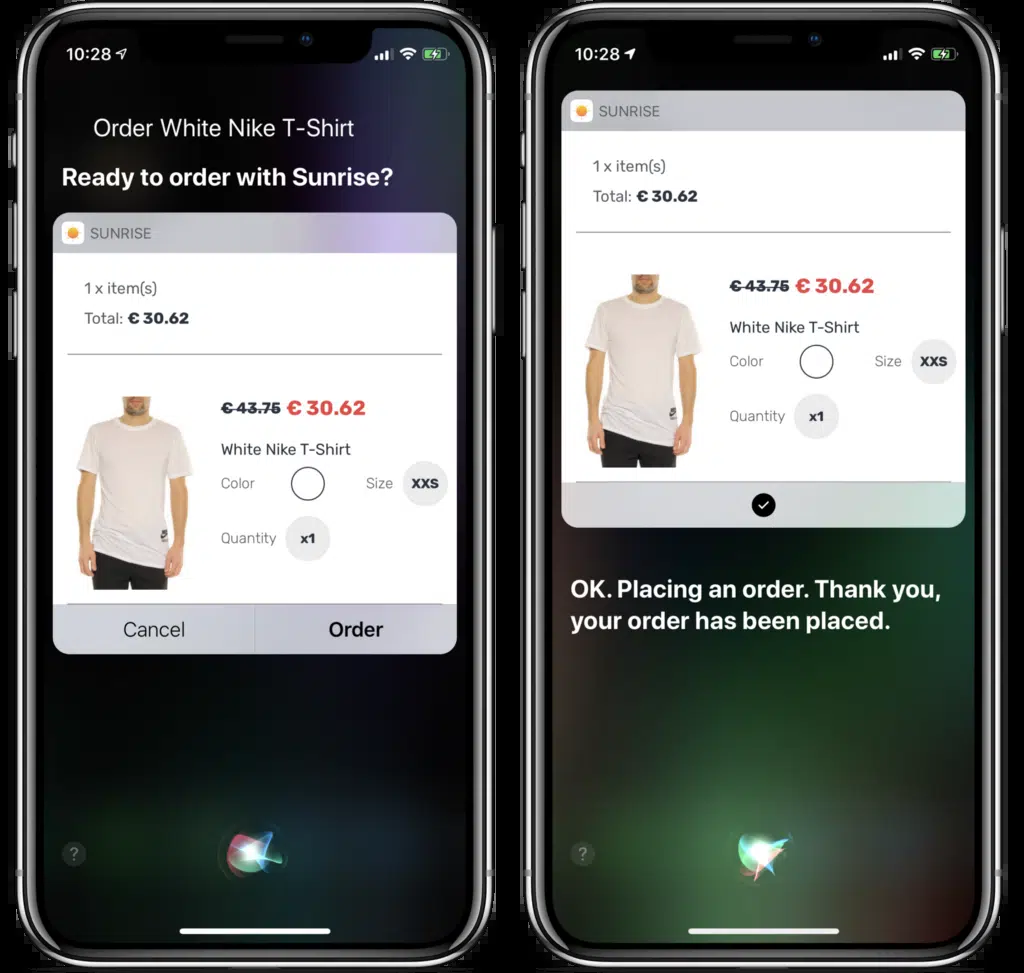 10:28
Order White Nike T-Shirt
Ready to order with Sunrise?
SUNRISE
1 x item(s)
Total: € 30.62
€ 43.75 € 30.62
White Nike T-Shirt
Color Size XXS
Quantity x1
Cancel Order
?
10:28
SUNRISE
1 x item(s)
Total: € 30.62
€ 43.75 € 30.62
White Nike T-Shirt
Color Size XXS
Quantity x1
OK. Placing an order. Thank you,
your order has been placed.
?